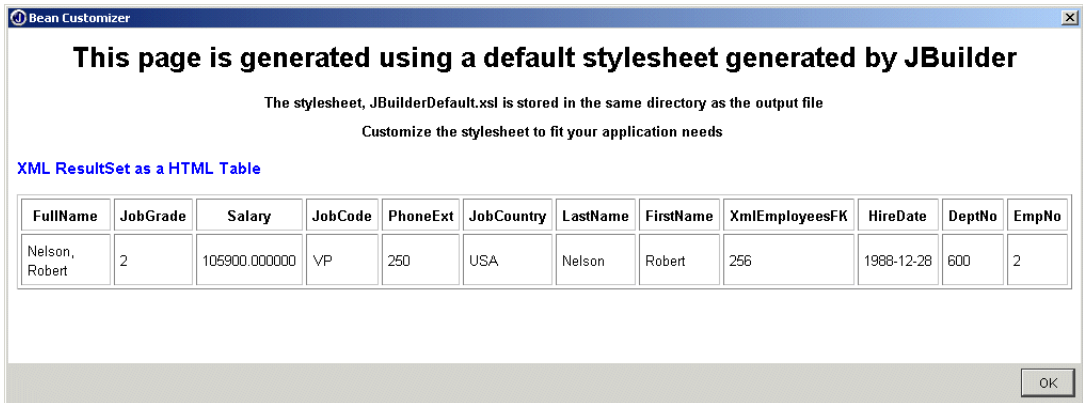 Bean Customizer
This page is generated using a default stylesheet generated by JBuilder
The stylesheet, JBuilderDefault.xsl is stored in the same directory as the output file
Customize the stylesheet to fit your application needs
XML ResultSet as a HTML Table
FullName JobGrade Salary JobCode PhoneExt JobCountry LastName FirstName XmlEmployeesFK HireDate DeptNo EmpNo
Nelson, Robert 2 105900.000000 VP 250 USA Nelson Robert 256 1988-12-28 600 2
OK